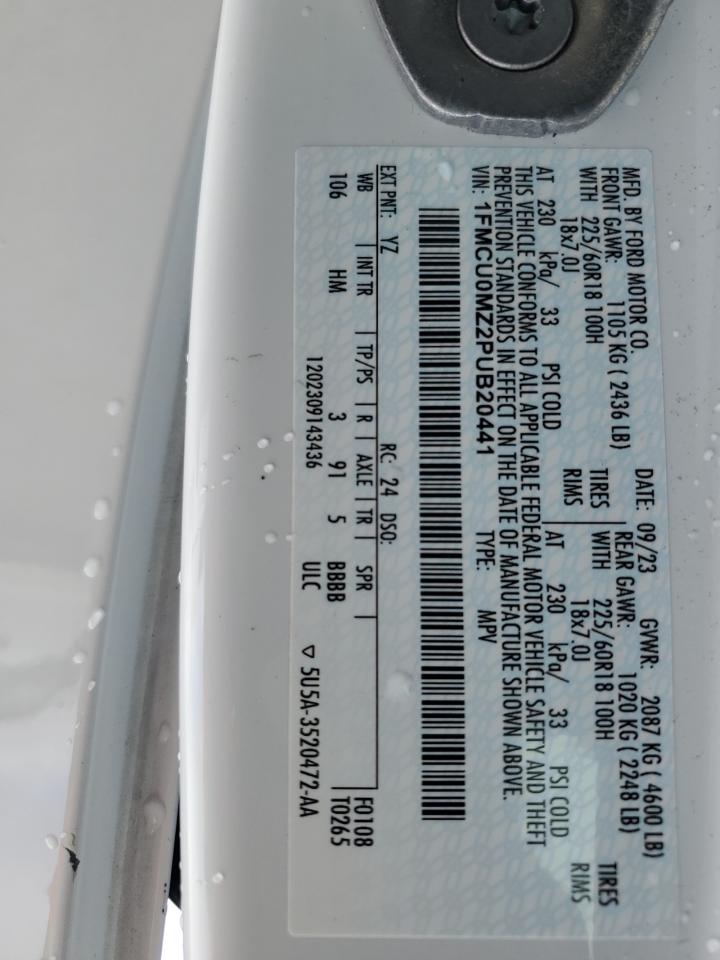 MFD. BY FORD MOTOR CO. DATE: 09/23 GVWR: 2087 KG ( 4600 LB)
FRONT GAWR: 1105 KG ( 2436 LB) REAR GAWR: 1020 KG ( 2248 LB)
WITH 225/60R18 100H TIRES WITH 225/60R18 100H TIRES
18x7.0J RIMS 18x7.0J RIMS
AT 230 kPa/ 33 PSI COLD AT 230 kPa/ 33 PSI COLD
THIS VEHICLE CONFORMS TO ALL APPLICABLE FEDERAL MOTOR VEHICLE SAFETY AND THEFT
PREVENTION STANDARDS IN EFFECT ON THE DATE OF MANUFACTURE SHOWN ABOVE.
VIN: 1FMCU0MZ2PUB20441 TYPE: MPV
EXT PNT: YZ RC: 24 DSO: F0108
WB INT TR TP/PS R AXLE TR SPR T0265
106 HM 3 91 5 BBBB
1202309143436 ULC ▽ 5U5A-3520472-AA